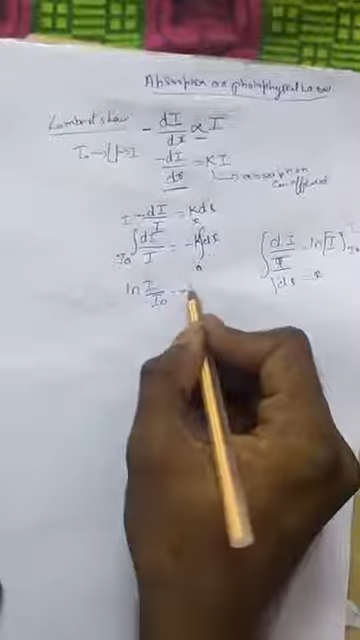 Absorption or photophysical Law
Lambert's law - dI/dx ∝ I
I₀ → I
-dI/dx = KI
absorption coefficient
-dI/I = Kdx
∫ dI/I = -K∫dx
∫ dI/I = ln[I]
∫dx = x
ln I/I₀ = -